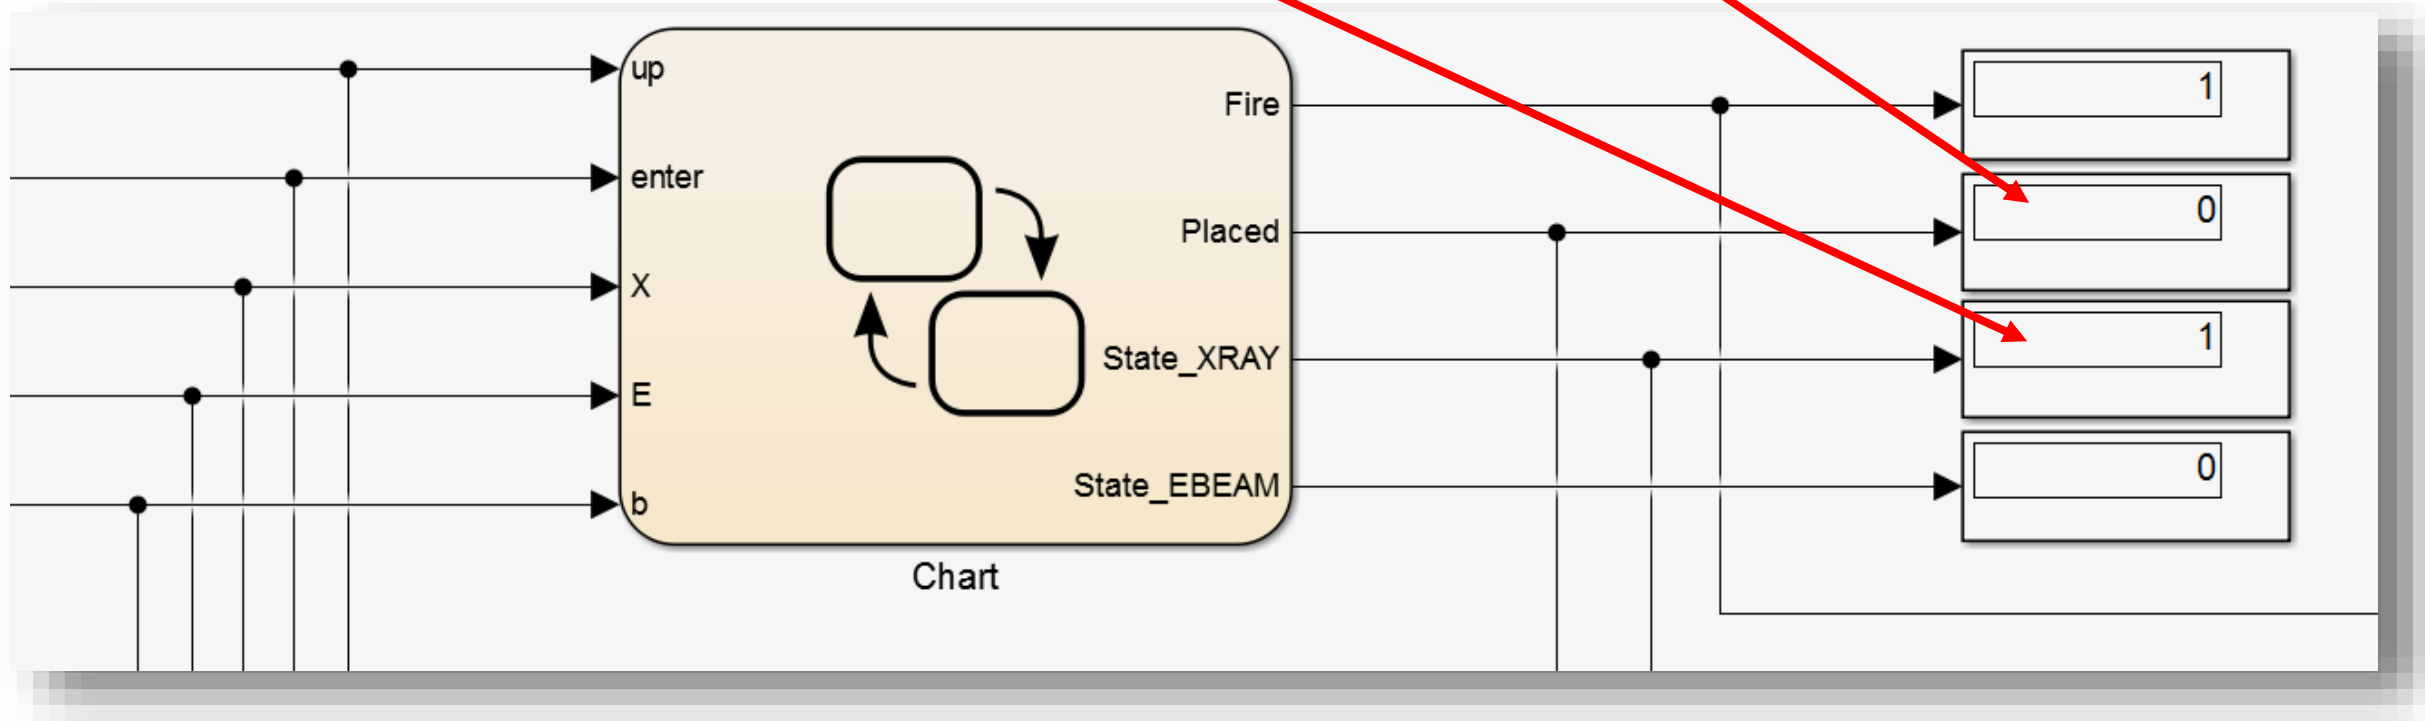 up
enter
X
E
b
Fire
Placed
State_XRAY
State_EBEAM
Chart
1
0
1
0